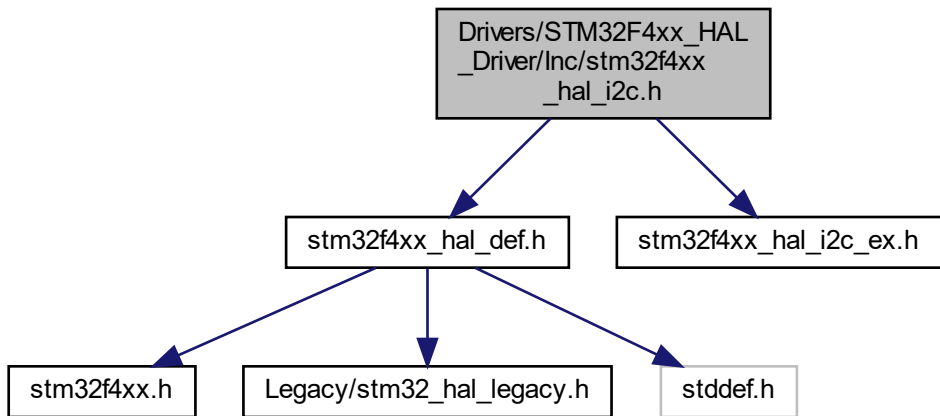 Drivers/STM32F4xx_HAL
_Driver/Inc/stm32f4xx
_hal_i2c.h
stm32f4xx_hal_def.h
stm32f4xx_hal_i2c_ex.h
stm32f4xx.h
Legacy/stm32_hal_legacy.h
stddef.h